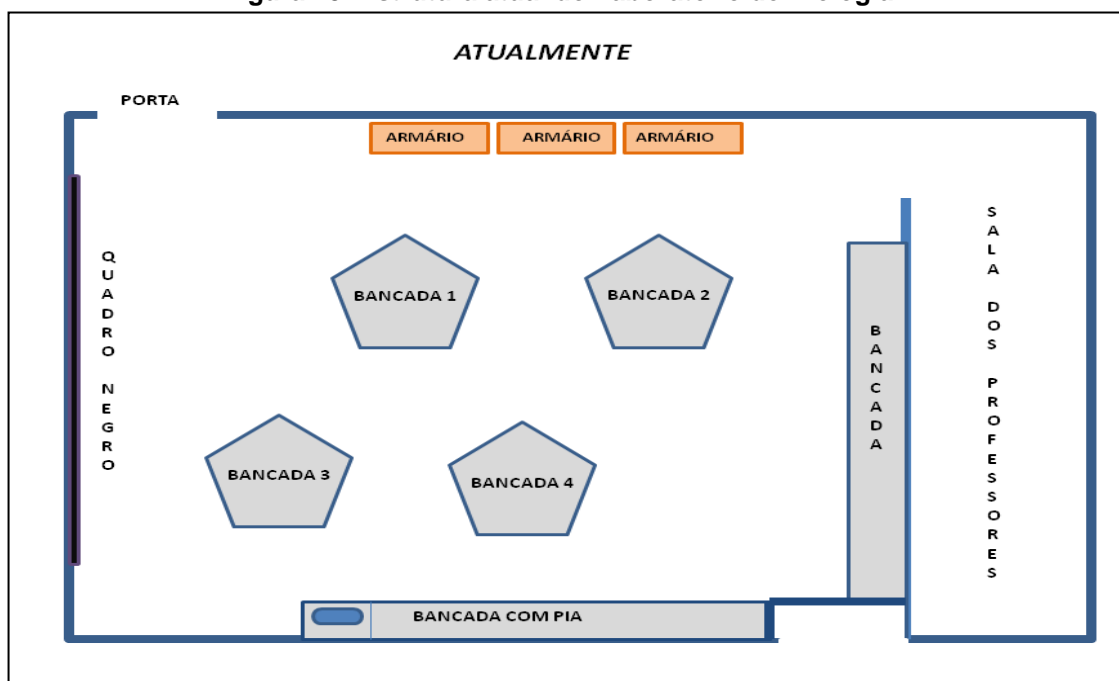 ATUALMENTE
PORTA
ARMÁRIO ARMÁRIO ARMÁRIO
QUADRO NEGRO
BANCADA 1
BANCADA 2
BANCADA
SALA DOS PROFESSORES
BANCADA 3
BANCADA 4
BANCADA COM PIA